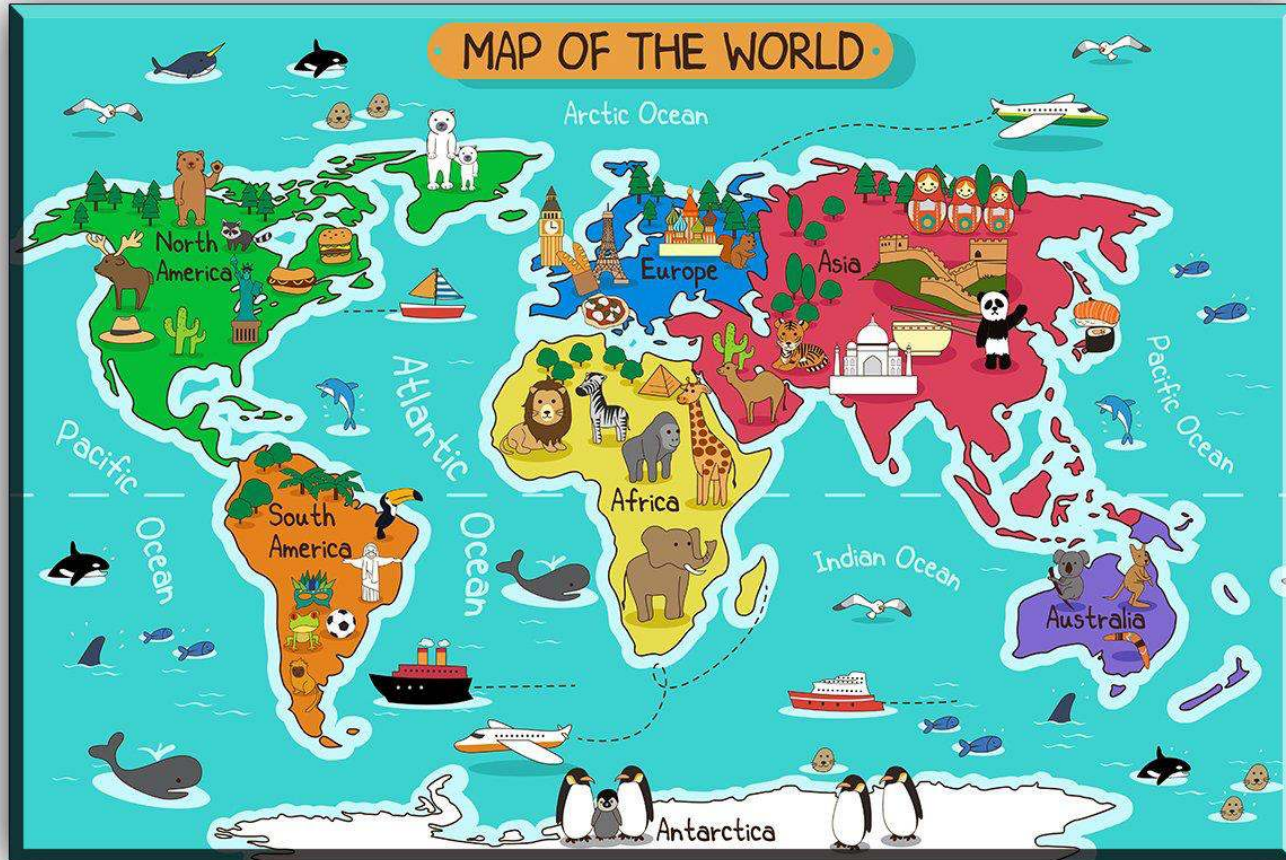 MAP OF THE WORLD
Arctic Ocean
North
America
Europe
Asia
Atlantic
Ocean
Pacific
Ocean
Pacific Ocean
Africa
South
America
Indian Ocean
Australia
Antarctica